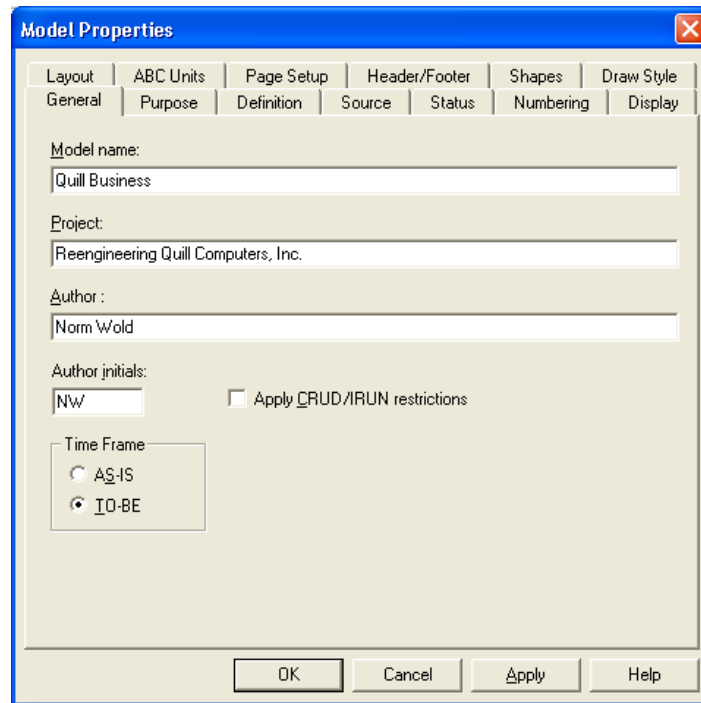 Model Properties
Layout ABC Units Page Setup Header/Footer Shapes Draw Style
General Purpose Definition Source Status Numbering Display
Model name:
Quill Business
Project:
Reengineering Quill Computers, Inc.
Author :
Norm Wold
Author initials:
NW Apply CRUD/IRUN restrictions
Time Frame
AS-IS
TO-BE
OK Cancel Apply Help